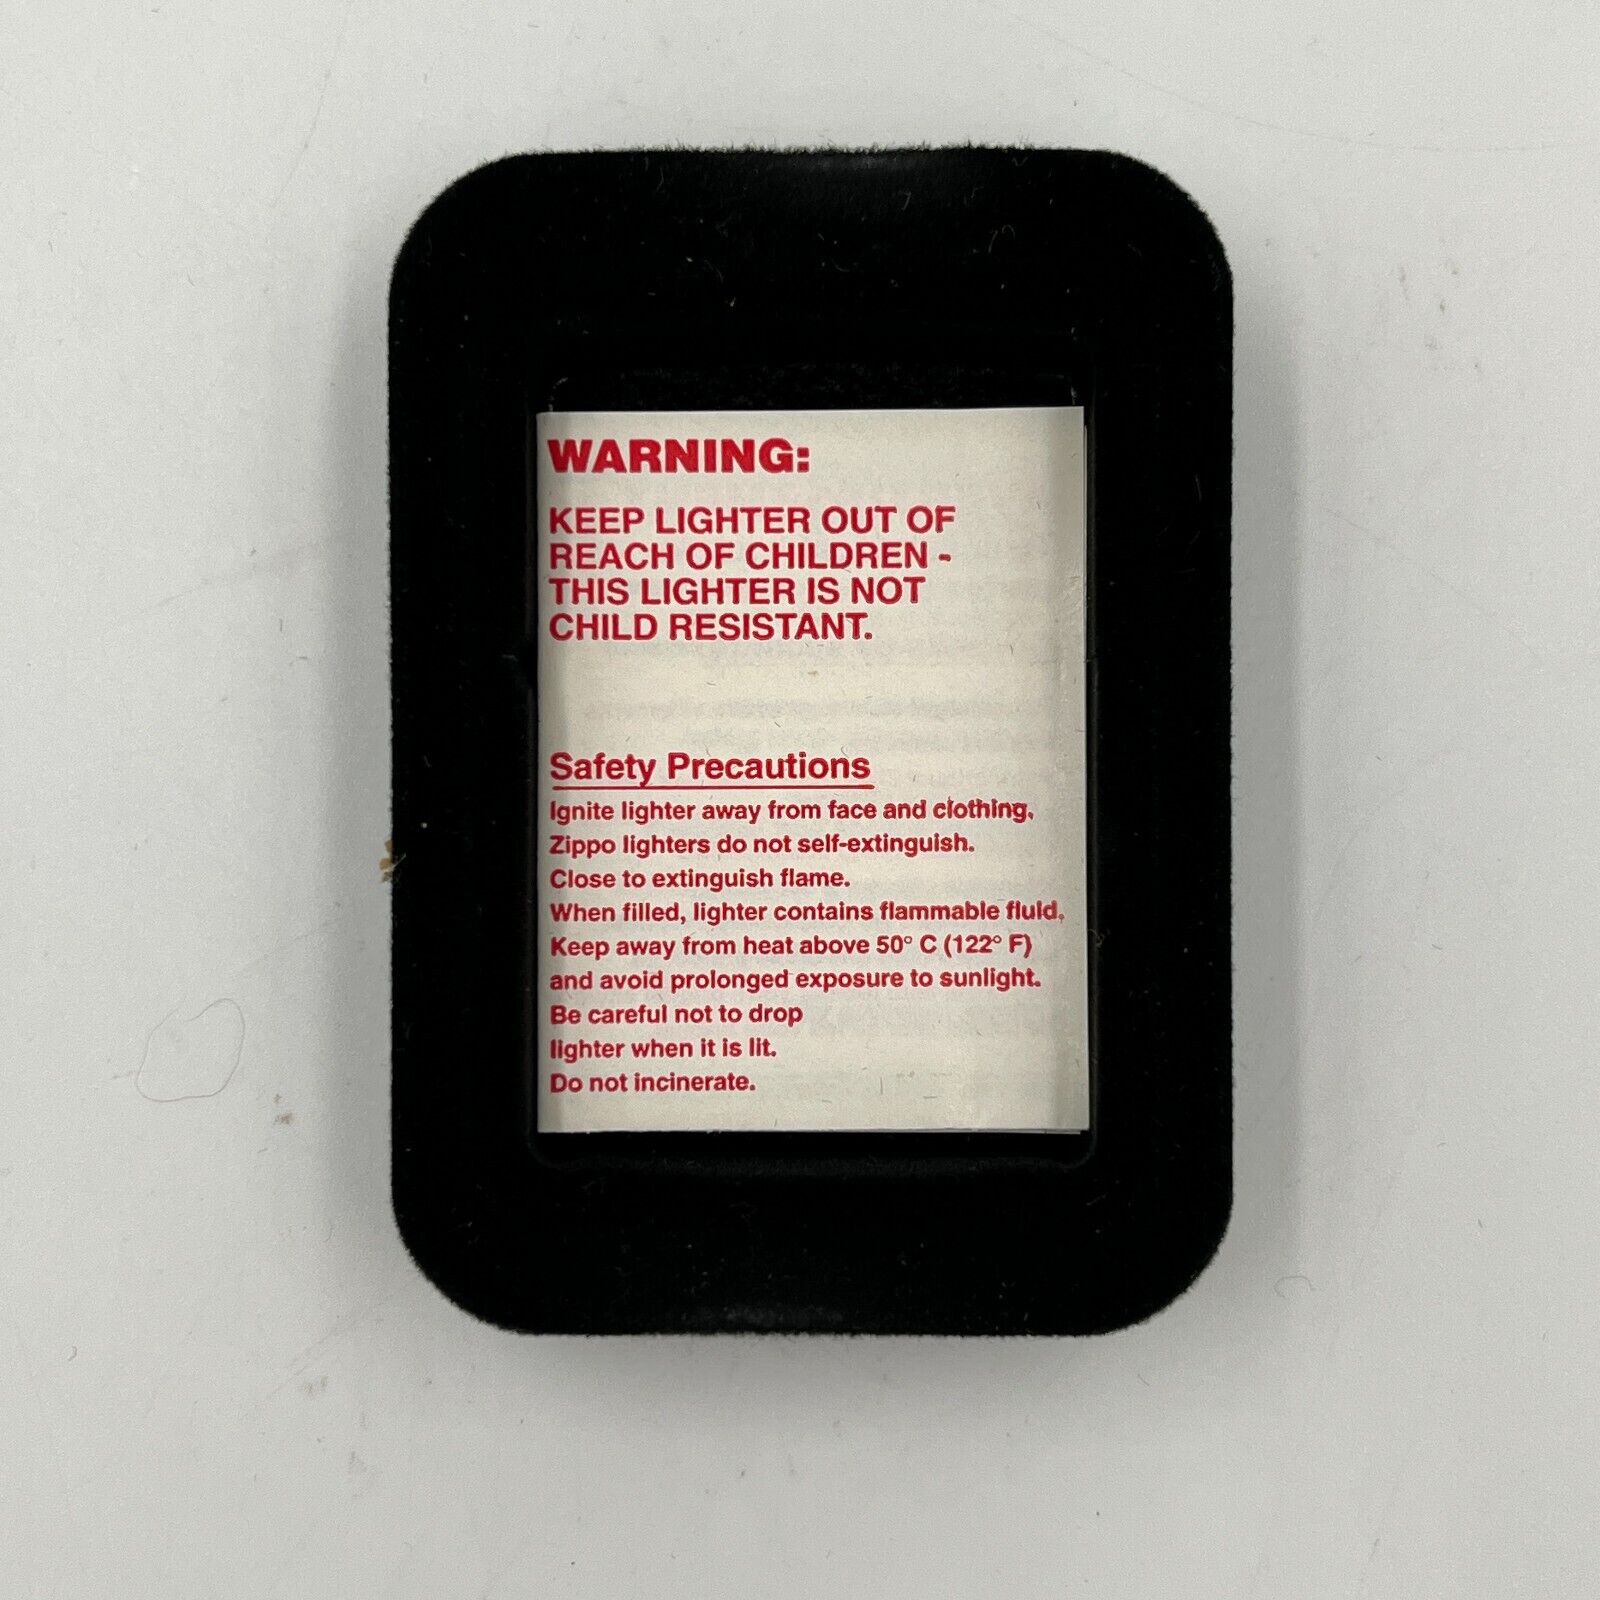 WARNING:
KEEP LIGHTER OUT OF
REACH OF CHILDREN -
THIS LIGHTER IS NOT
CHILD RESISTANT.
Safety Precautions
Ignite lighter away from face and clothing.
Zippo lighters do not self-extinguish.
Close to extinguish flame.
When filled, lighter contains flammable fluid.
Keep away from heat above 50° C (122° F)
and avoid prolonged exposure to sunlight.
Be careful not to drop
lighter when it is lit.
Do not incinerate.